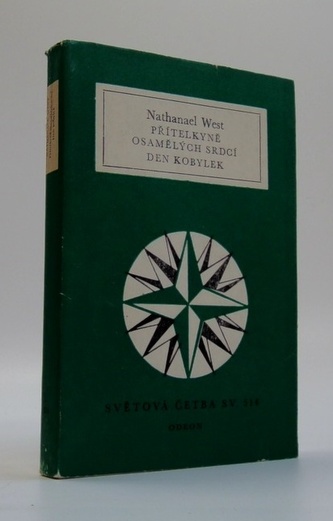 Nathanael West
PŘÍTELKYNĚ
OSAMĚLÝCH SRDCÍ
DEN KOBYLEK
SVĚTOVÁ ČETBA SV.
ODEON